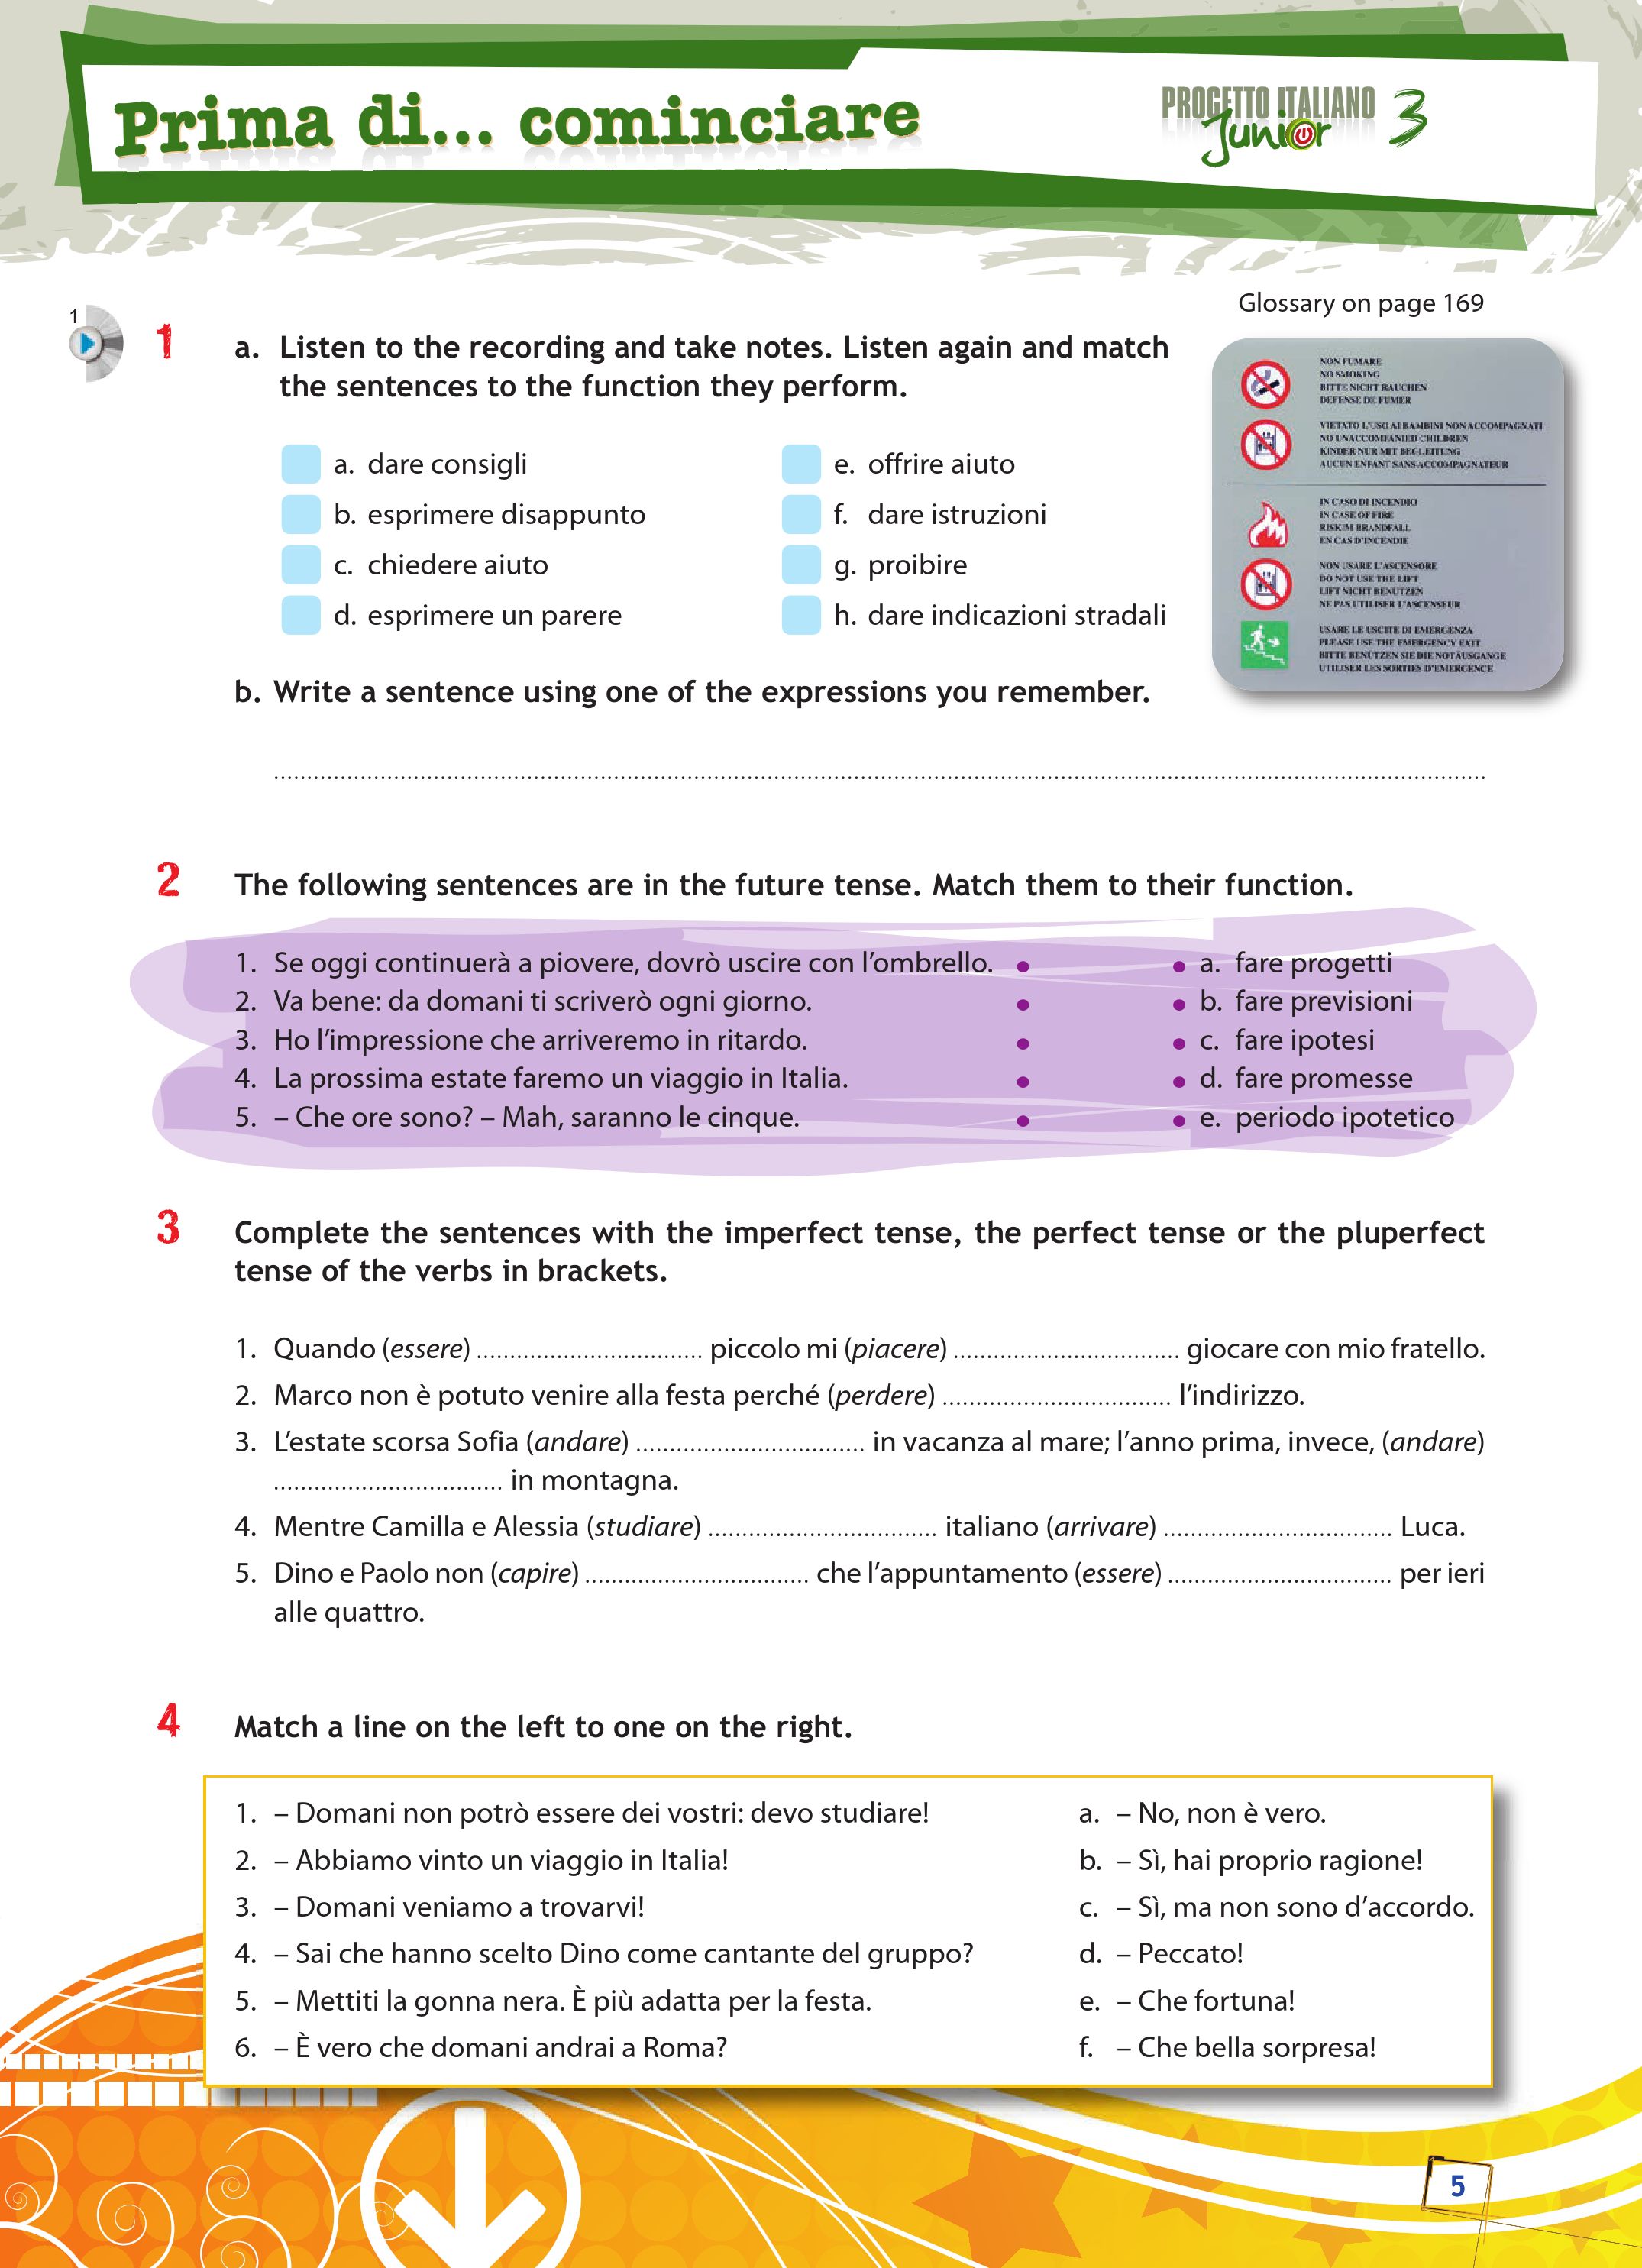 Prima di... cominciare
PROGETTO ITALIANO
Junior 3
Glossary on page 169
1
1 a. Listen to the recording and take notes. Listen again and match
the sentences to the function they perform.
a. dare consigli
b. esprimere disappunto
c. chiedere aiuto
d. esprimere un parere
e. offrire aiuto
f. dare istruzioni
g. proibire
h. dare indicazioni stradali
NON FUMARE
NO SMOKING
BITTE NICHT RAUCHEN
DEFENSE DE FUMER
VIETATO L'USO AI BAMBINI NON ACCOMPAGNATI
NO UNACCOMPANIED CHILDREN
KINDER NUR MIT BEGLEITUNG
AUCUN ENFANT SANS ACCOMPAGNATEUR
IN CASO DI INCENDIO
IN CASE OF FIRE
RISKIM BRANDFALL
EN CAS D'INCENDIE
NON USARE L'ASCENSORE
DO NOT USE THE LIFT
LIFT NICHT BENÜTZEN
NE PAS UTILISER L'ASCENSEUR
USARE LE USCITE DI EMERGENZA
PLEASE USE THE EMERGENCY EXIT
BITTE BENÜTZEN SIE DIE NOTÄUSGANGE
UTILISER LES SORTIES D'EMERGENCE
b. Write a sentence using one of the expressions you remember.
2 The following sentences are in the future tense. Match them to their function.
1. Se oggi continuerà a piovere, dovrò uscire con l'ombrello. • • a. fare progetti
2. Va bene: da domani ti scriverò ogni giorno. • • b. fare previsioni
3. Ho l'impressione che arriveremo in ritardo. • • c. fare ipotesi
4. La prossima estate faremo un viaggio in Italia. • • d. fare promesse
5. – Che ore sono? – Mah, saranno le cinque. • • e. periodo ipotetico
3 Complete the sentences with the imperfect tense, the perfect tense or the pluperfect
tense of the verbs in brackets.
1. Quando (essere) .................................. piccolo mi (piacere) .................................. giocare con mio fratello.
2. Marco non è potuto venire alla festa perché (perdere) .................................. l'indirizzo.
3. L'estate scorsa Sofia (andare) .................................. in vacanza al mare; l'anno prima, invece, (andare)
.................................. in montagna.
4. Mentre Camilla e Alessia (studiare) .................................. italiano (arrivare) .................................. Luca.
5. Dino e Paolo non (capire) .................................. che l'appuntamento (essere) .................................. per ieri
alle quattro.
4 Match a line on the left to one on the right.
1. – Domani non potrò essere dei vostri: devo studiare! a. – No, non è vero.
2. – Abbiamo vinto un viaggio in Italia! b. – Sì, hai proprio ragione!
3. – Domani veniamo a trovarvi! c. – Sì, ma non sono d'accordo.
4. – Sai che hanno scelto Dino come cantante del gruppo? d. – Peccato!
5. – Mettiti la gonna nera. È più adatta per la festa. e. – Che fortuna!
6. – È vero che domani andrai a Roma? f. – Che bella sorpresa!
5